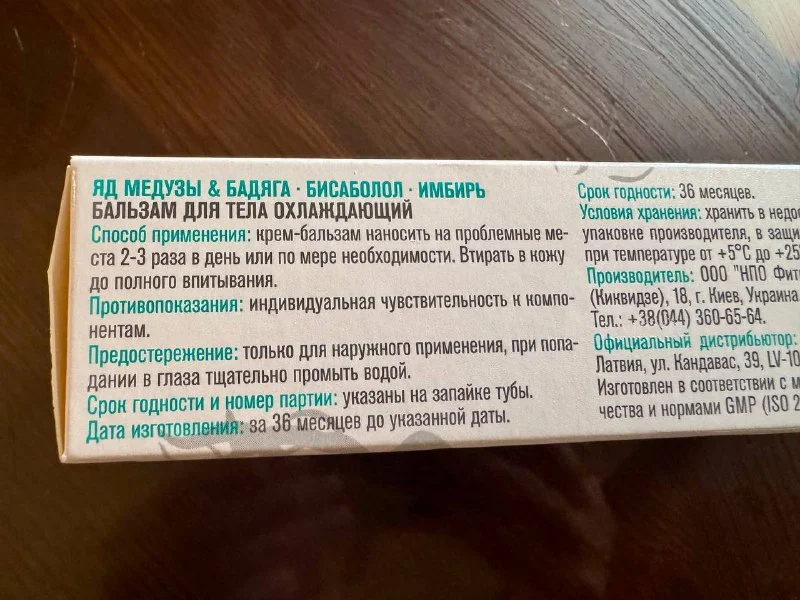 ЯД МЕДУЗЫ & БАДЯГА · БИСАБОЛОЛ · ИМБИРЬ
БАЛЬЗАМ ДЛЯ ТЕЛА ОХЛАЖДАЮЩИЙ
Способ применения: крем-бальзам наносить на проблемные ме-
ста 2-3 раза в день или по мере необходимости. Втирать в кожу
до полного впитывания.
Противопоказания: индивидуальная чувствительность к компо-
нентам.
Предостережение: только для наружного применения, при попа-
дании в глаза тщательно промыть водой.
Срок годности и номер партии: указаны на запайке тубы.
Дата изготовления: за 36 месяцев до указанной даты.
Срок годности: 36 месяцев.
Условия хранения: хранить в
упаковке производителя, в
при температуре от +5°C до +25
Производитель: ООО "НПО
(Киквидзе), 18, г. Киев, Украина
Тел.: +38(044) 360-65-64.
Официальный дистрибьютор:
Латвия, ул. Кандавас, 39,
Изготовлен в соответствии с
чества и нормами GMP (ISO